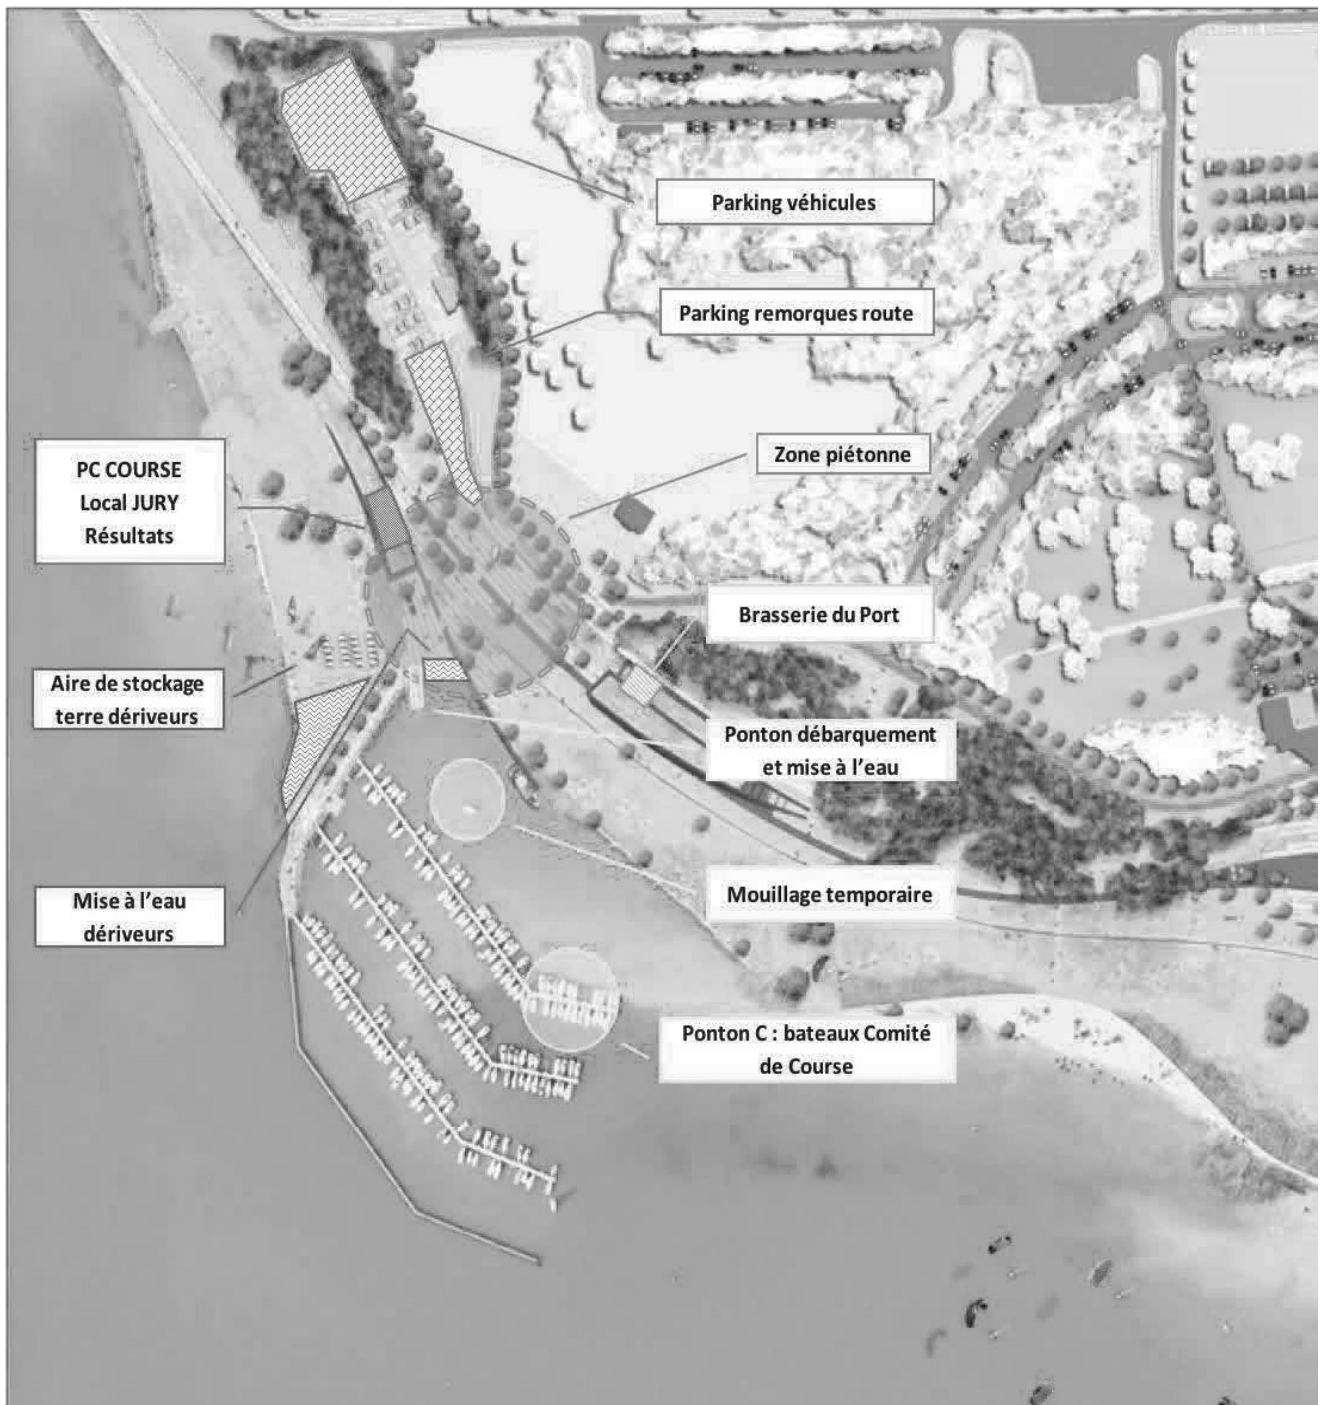 Parking véhicules
Parking remorques route
PC COURSE
Local JURY
Résultats
Zone piétonne
Brasserie du Port
Aire de stockage
terre dériveurs
Ponton débarquement
et mise à l'eau
Mise à l'eau
dériveurs
Mouillage temporaire
Ponton C : bateaux Comité
de Course